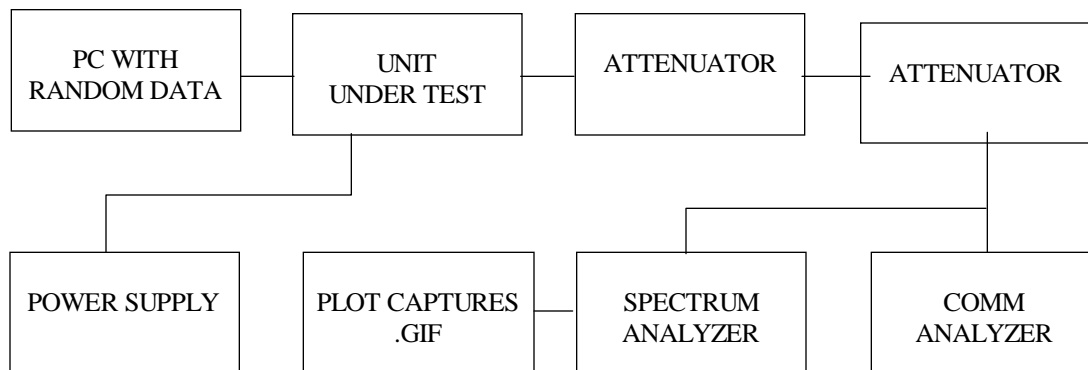 PC WITH
RANDOM DATA
UNIT
UNDER TEST
ATTENUATOR
ATTENUATOR
POWER SUPPLY
PLOT CAPTURES
.GIF
SPECTRUM
ANALYZER
COMM
ANALYZER